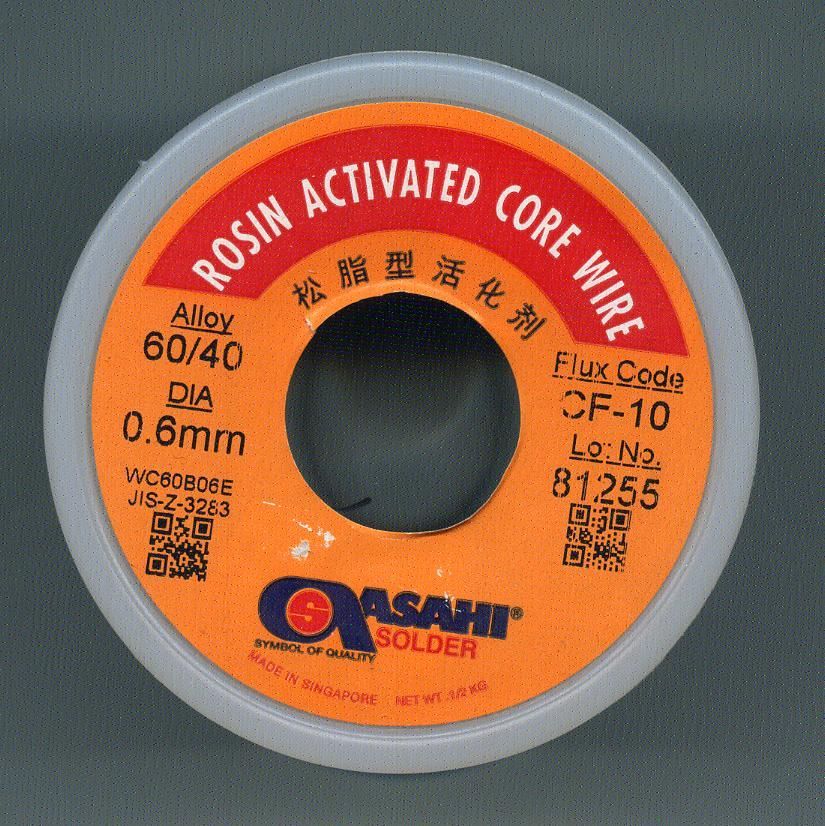 ROSIN ACTIVATED CORE WIRE
松脂型活化剂
Alloy
60/40
DIA
0.6mm
WC60B06E
JIS-Z-3283
Flux Code
CF-10
Lot No.
81255
ASAHI®
SOLDER
SYMBOL OF QUALITY
MADE IN SINGAPORE NET WT. 1/2 KG